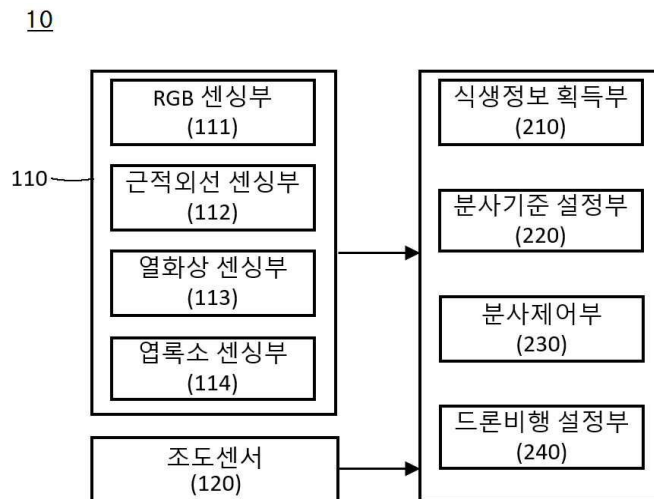 10
RGB 센싱부
(111)
110
근적외선 센싱부
(112)
열화상 센싱부
(113)
엽록소 센싱부
(114)
조도센서
(120)
식생정보 획득부
(210)
분사기준 설정부
(220)
분사제어부
(230)
드론비행 설정부
(240)